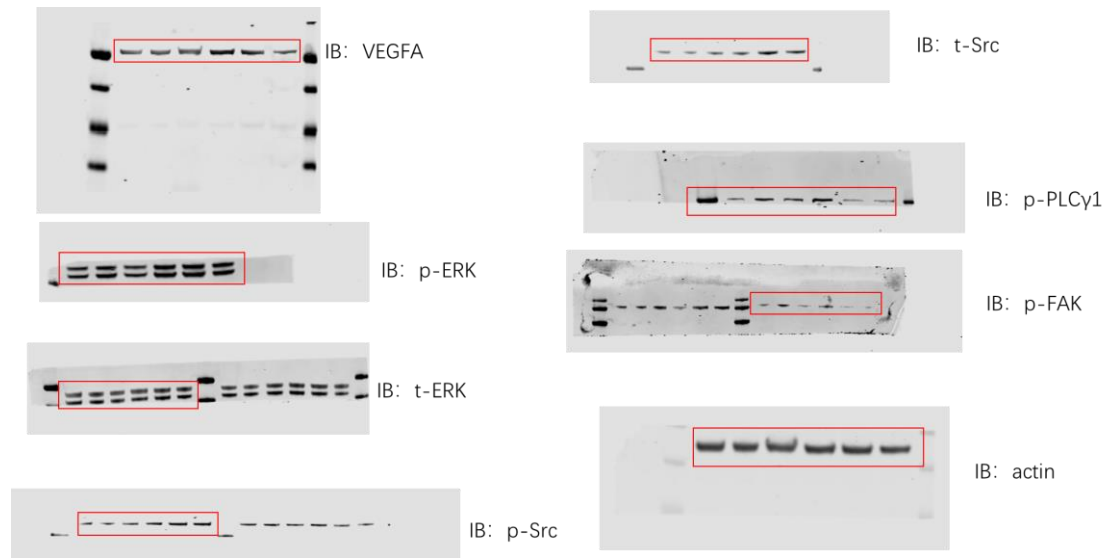 IB: VEGFA
IB: p-ERK
IB: t-ERK
IB: p-Src
IB: t-Src
IB: p-PLCγ1
IB: p-FAK
IB: actin